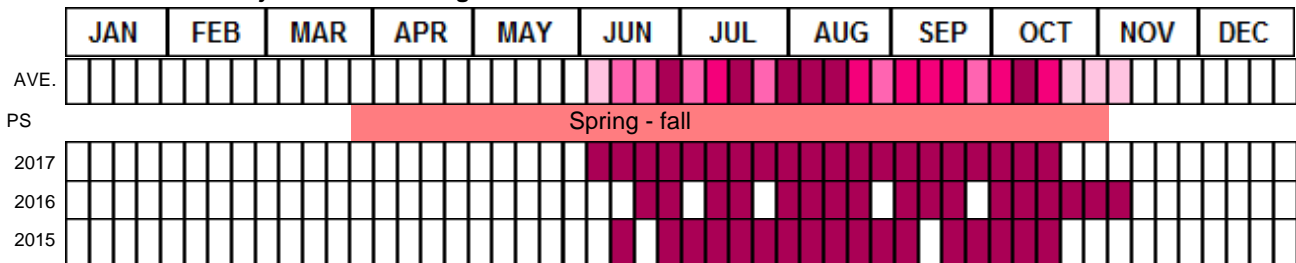 JAN FEB MAR APR MAY JUN JUL AUG SEP OCT NOV DEC
AVE.
PS Spring - fall
2017
2016
2015